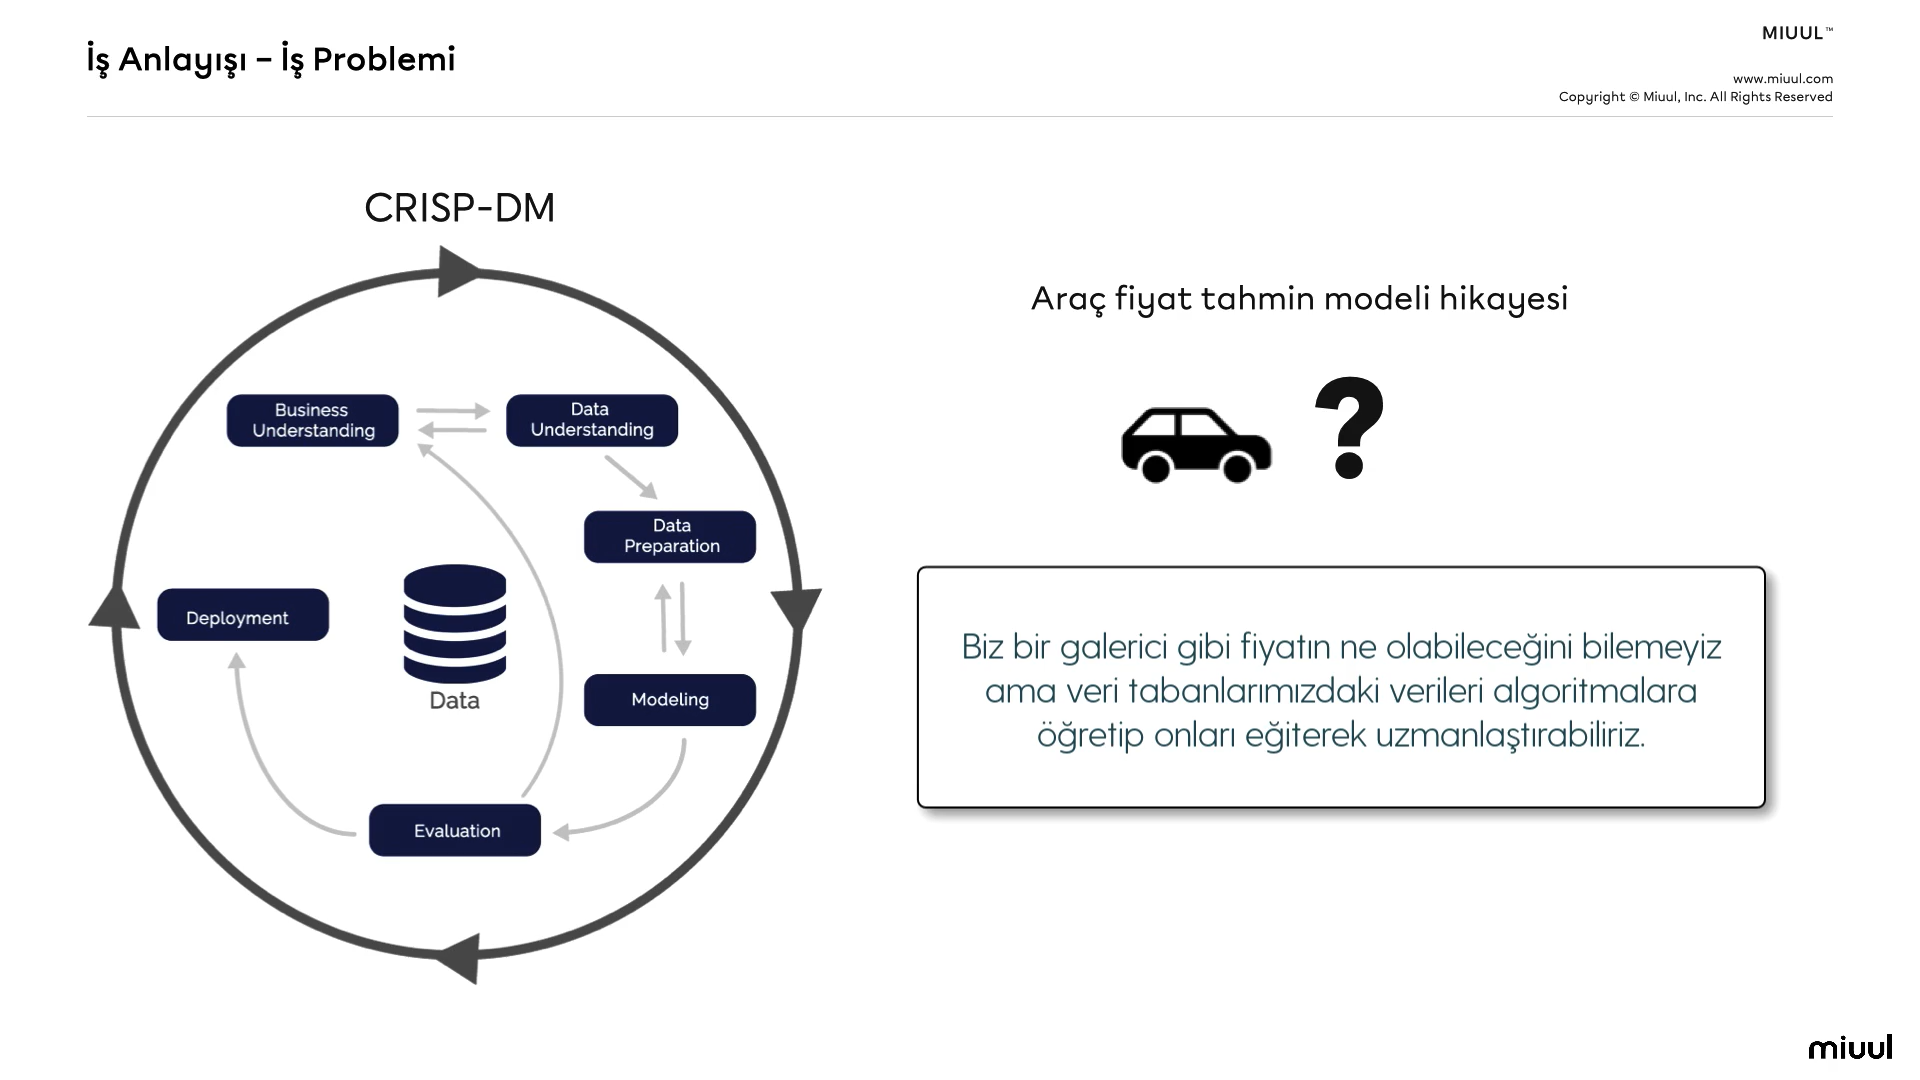 İş Anlayışı – İş Problemi
MIUUL™
www.miuul.com
Copyright © Miuul, Inc. All Rights Reserved
CRISP-DM
Business
Understanding
Data
Understanding
Data
Preparation
Deployment
Data
Modeling
Evaluation
Araç fiyat tahmin modeli hikayesi
?
Biz bir galerici gibi fiyatın ne olabileceğini bilemeyiz
ama veri tabanlarımızdaki verileri algoritmalara
öğretip onları eğiterek uzmanlaştırabiliriz.
miuul